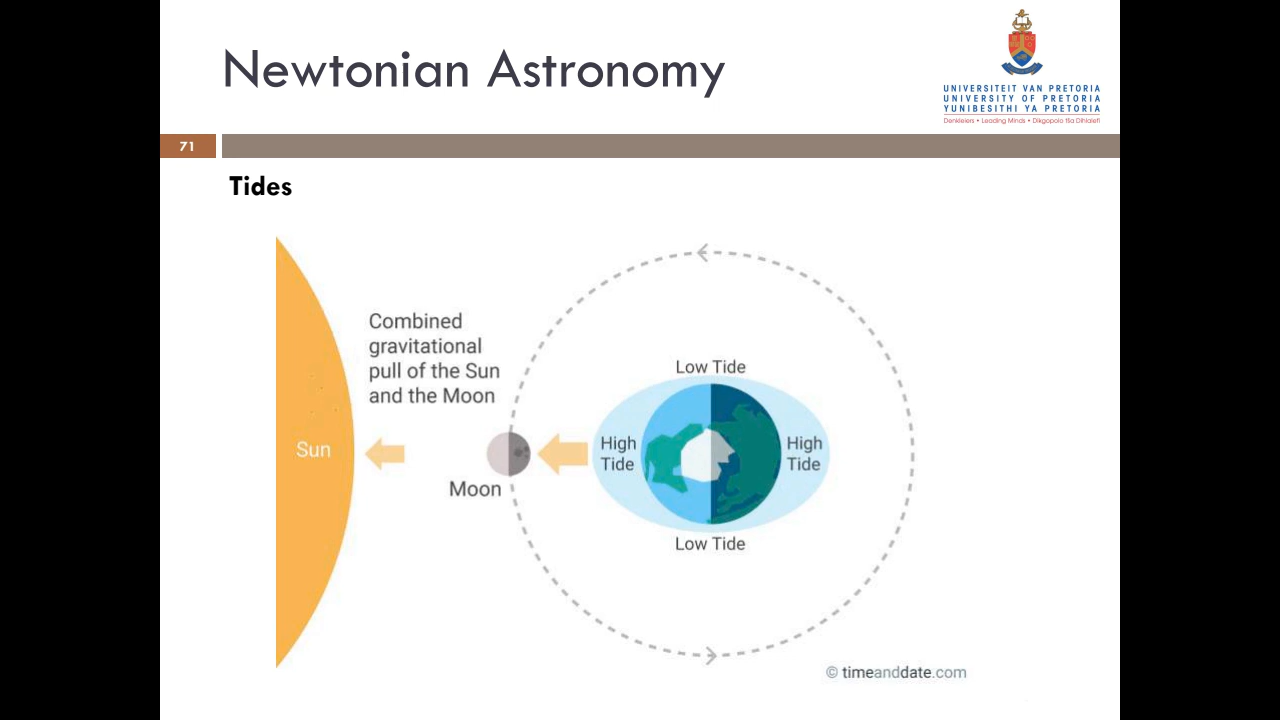 Newtonian Astronomy
UNIVERSITEIT VAN PRETORIA
UNIVERSITY OF PRETORIA
YUNIBESITHI YA PRETORIA
Denkleiers • Leading Minds • Dikgopolo tša Dihlalefi
71
Tides
Combined
gravitational
pull of the Sun
and the Moon
Low Tide
Sun
High
Tide
High
Tide
Moon
Low Tide
© timeanddate.com